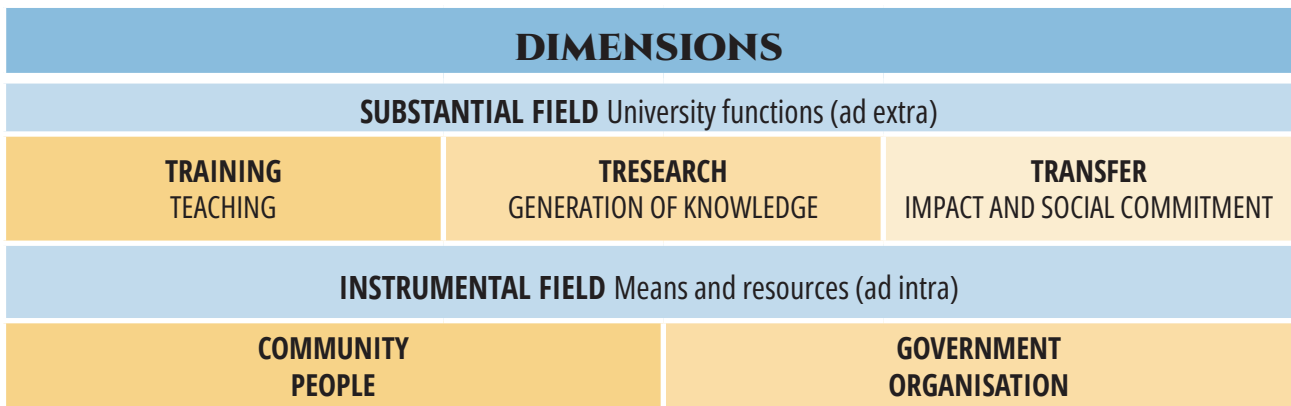 DIMENSIONS
SUBSTANTIAL FIELD University functions (ad extra)
TRAINING
TEACHING
TRESEARCH
GENERATION OF KNOWLEDGE
TRANSFER
IMPACT AND SOCIAL COMMITMENT
INSTRUMENTAL FIELD Means and resources (ad intra)
COMMUNITY
PEOPLE
GOVERNMENT
ORGANISATION